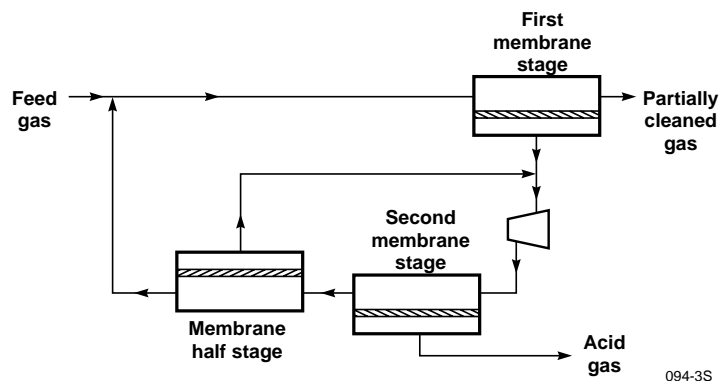 First
membrane
stage
Feed
gas
Partially
cleaned
gas
Second
membrane
stage
Membrane
half stage
Acid
gas
094-3S